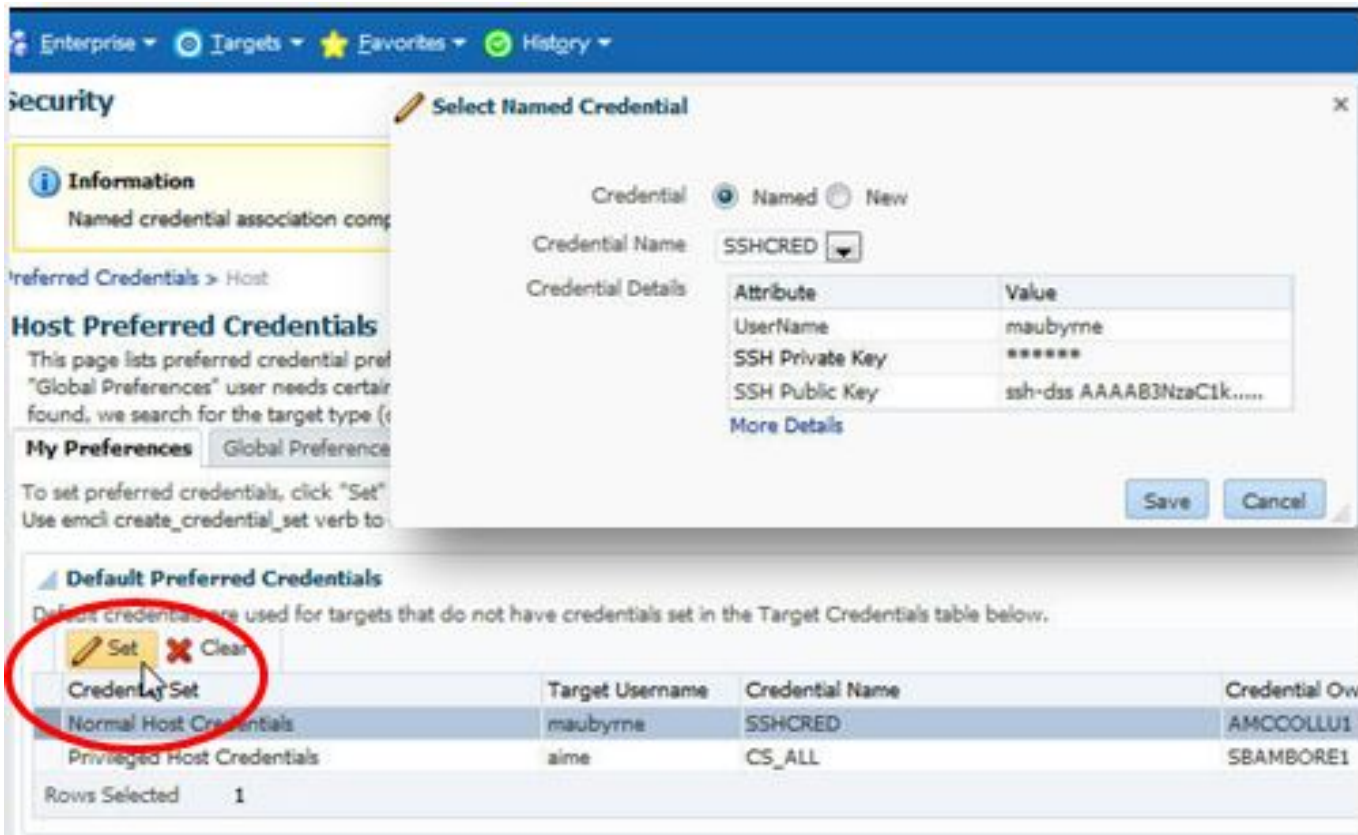 Enterprise Targets Favorites History
Security
Select Named Credential
Information
Named credential association comp
Credential Named New
Credential Name SSHCRED
Credential Details
Attribute Value
UserName maubyrne
SSH Private Key ******
SSH Public Key ssh-dss AAAAB3NzaC1k.....
More Details
Save Cancel
Preferred Credentials > Host
Host Preferred Credentials
This page lists preferred credential pref
"Global Preferences" user needs certain
found, we search for the target type (
My Preferences Global Preference
To set preferred credentials, click "Set"
Use emcli create_credential_set verb to
Default Preferred Credentials
Default credentials are used for targets that do not have credentials set in the Target Credentials table below.
Set Clear
Credential Set Target Username Credential Name Credential Ow
Normal Host Credentials maubyrne SSHCRED AMCCOLLU1
Privileged Host Credentials aime CS_ALL SBAMBORE1
Rows Selected 1